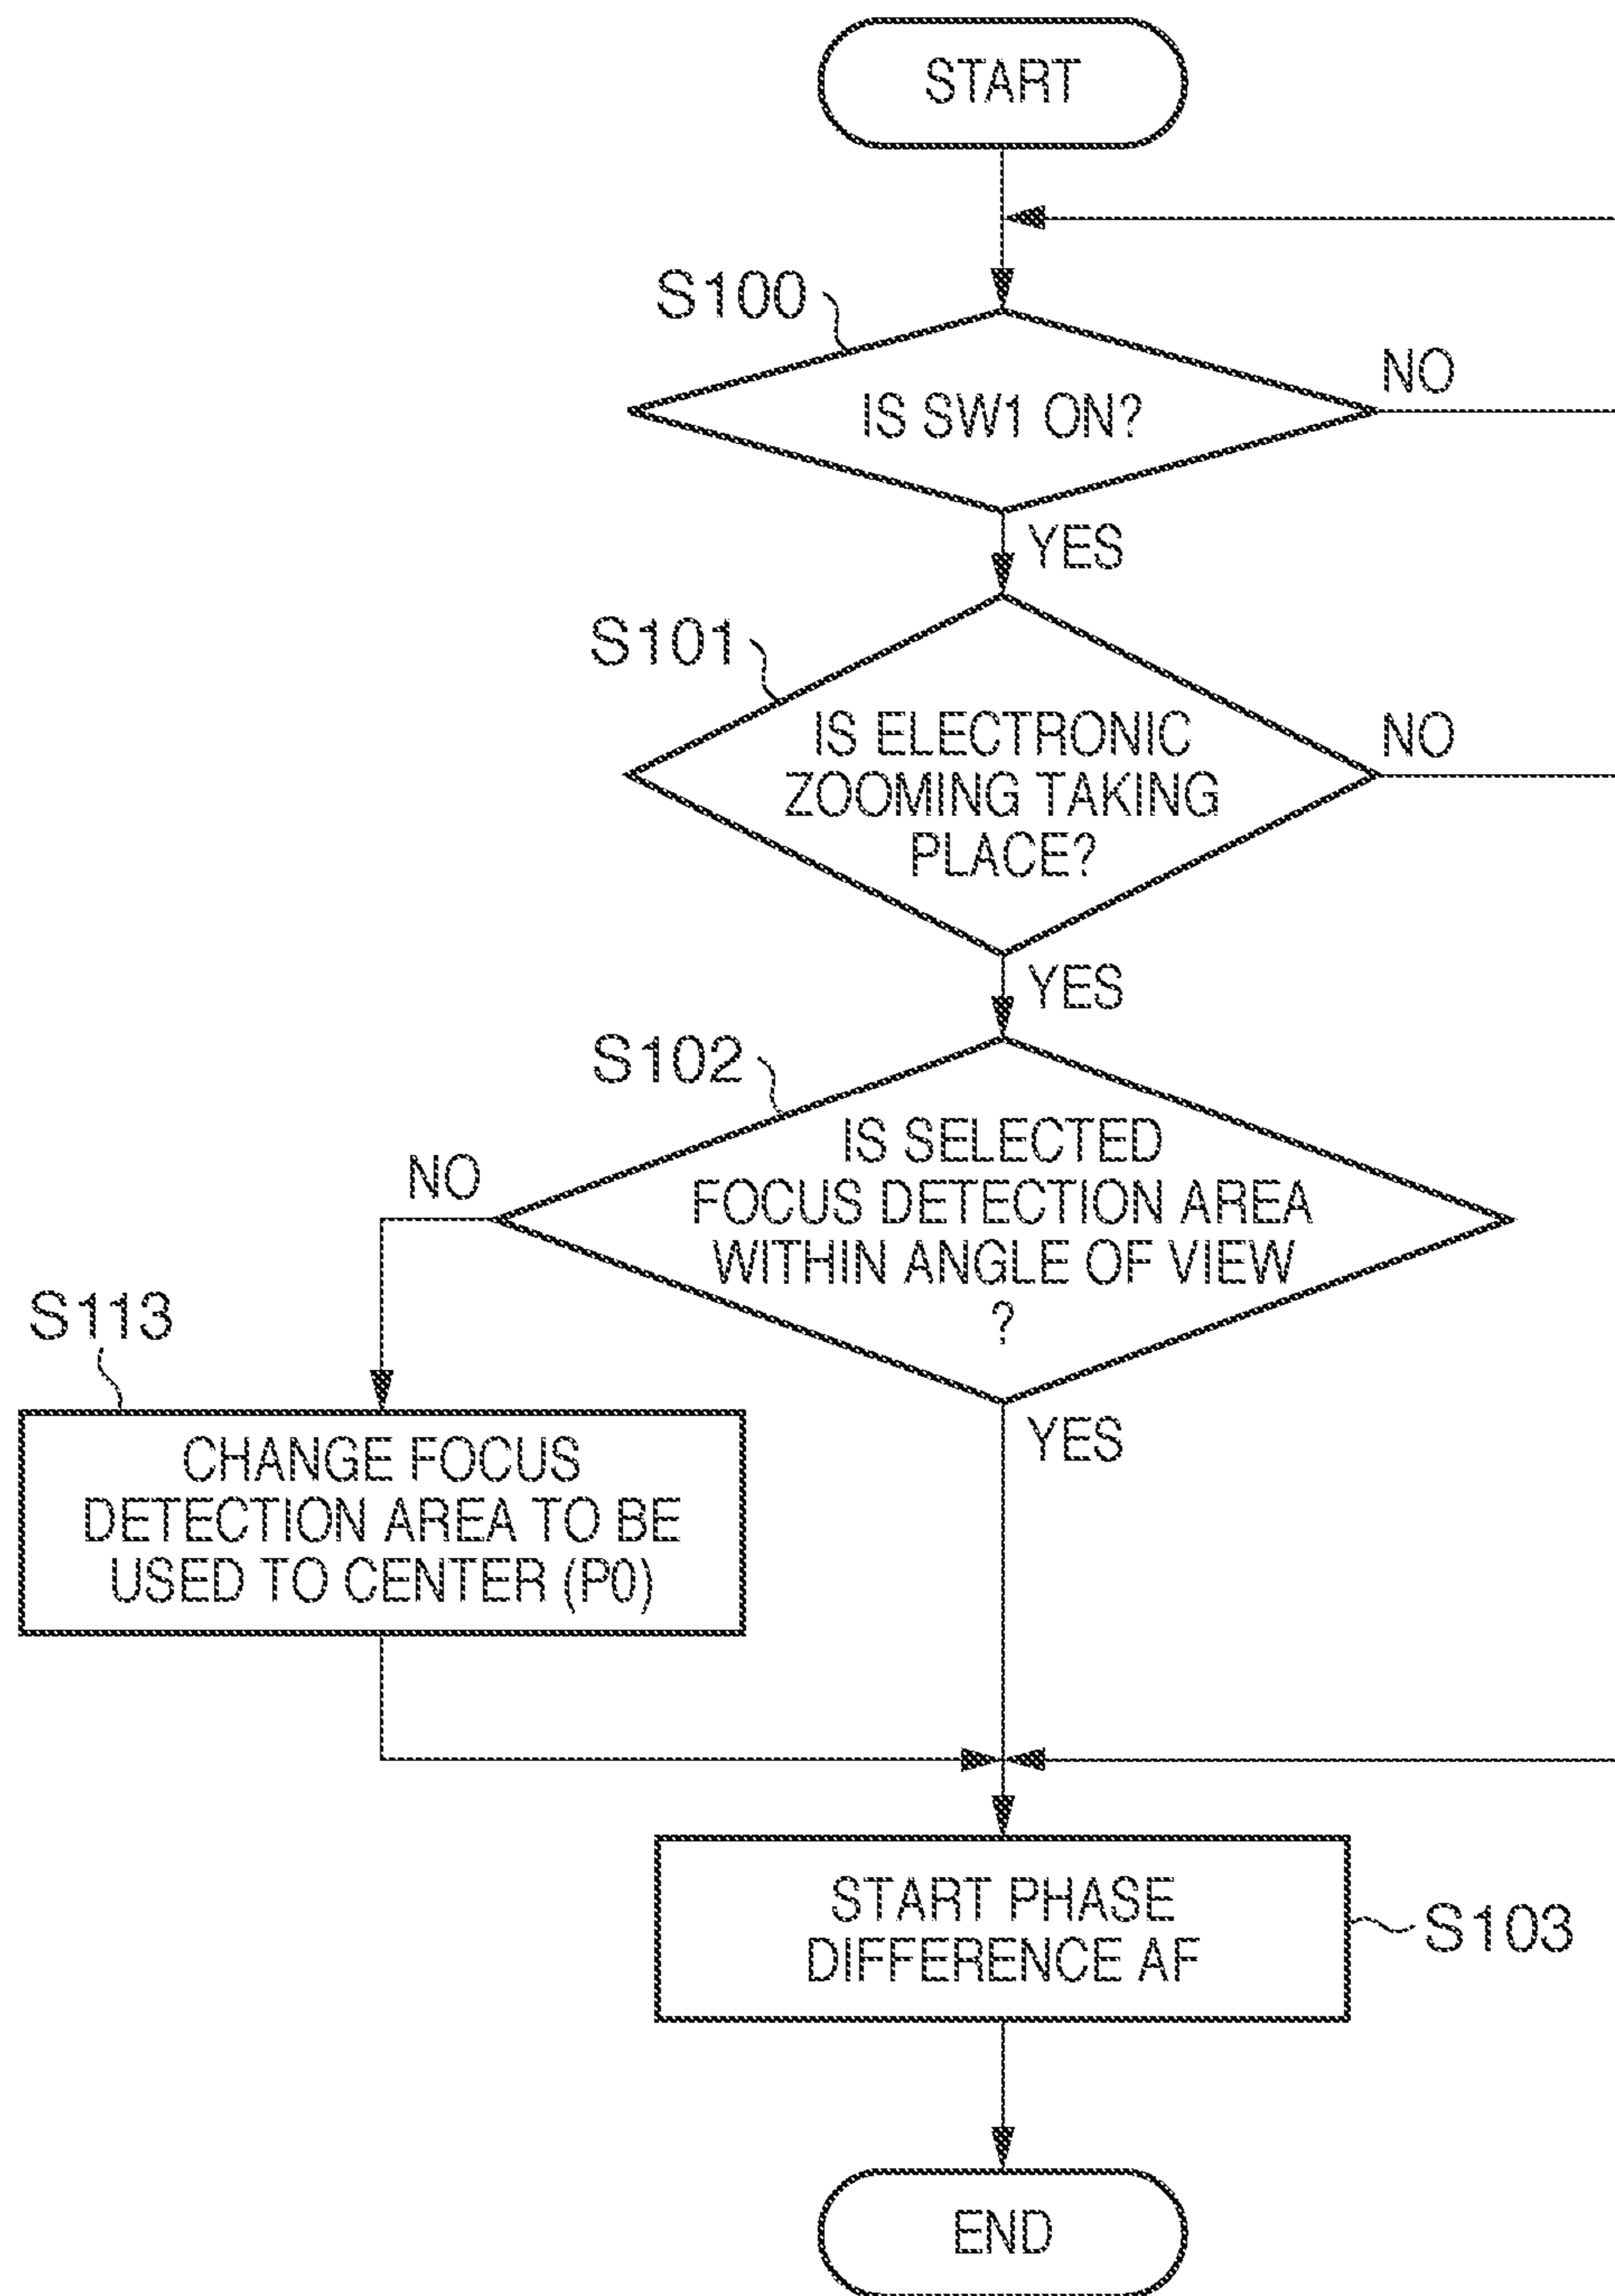 START
S100
IS SW1 ON?
NO
YES
S101
IS ELECTRONIC
ZOOMING TAKING
PLACE?
NO
YES
S102
IS SELECTED
FOCUS DETECTION AREA
WITHIN ANGLE OF VIEW
?
NO
YES
S113
CHANGE FOCUS
DETECTION AREA TO BE
USED TO CENTER (P0)
START PHASE
DIFFERENCE AF
S103
END